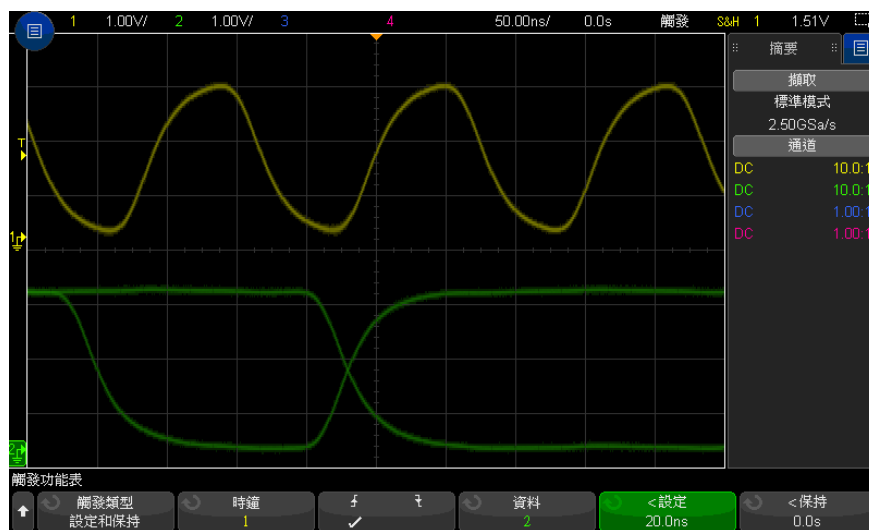 1 1.00V/ 2 1.00V/ 3 4 50.00ns/ 0.0s 觸發 S&H 1 1.51V
摘要
擷取
標準模式
2.50GSa/s
通道
DC 10.0:1
DC 10.0:1
DC 1.00:1
DC 1.00:1
T
1
2
觸發功能表
觸發類型 時鐘 資料 <設定 <保持
設定和保持 1 ✓ 2 20.0ns 0.0s